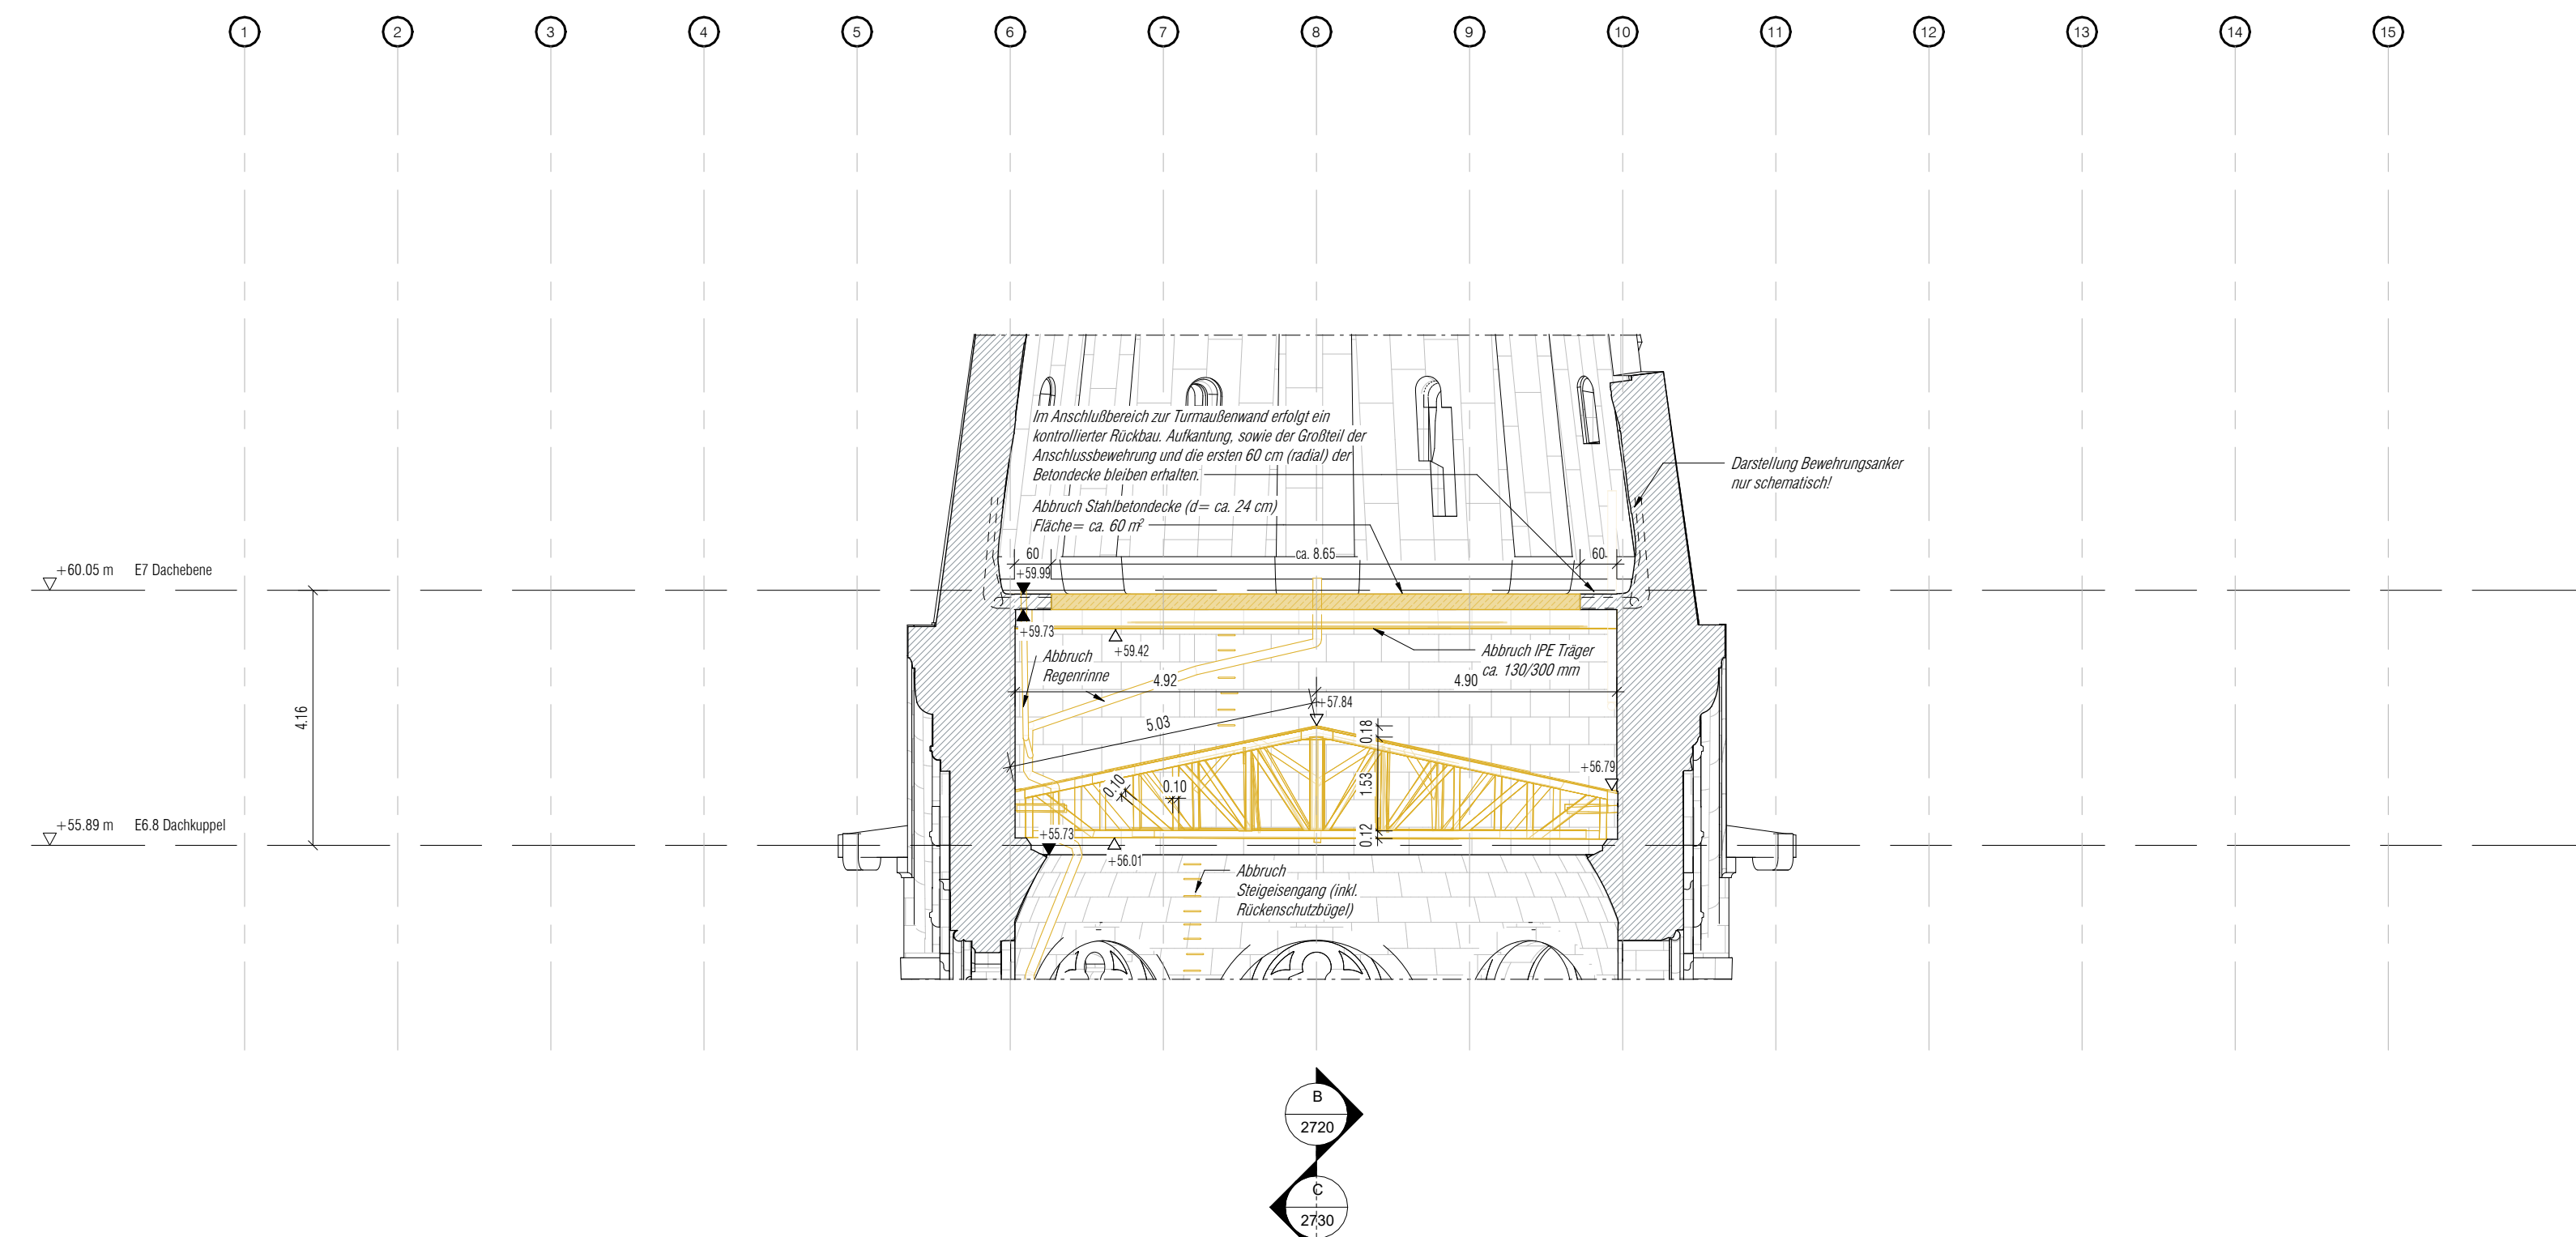 1 2 3 4 5 6 7 8 9 10 11 12 13 14 15
Im Anschlußbereich zur Turmaußenwand erfolgt ein
kontrollierter Rückbau. Aufkantung, sowie der Großteil der
Anschlussbewehrung und die ersten 60 cm (radial) der
Betondecke bleiben erhalten.
Darstellung Bewehrungsanker
nur schematisch!
Abbruch Stahlbetondecke (d= ca. 24 cm)
Fläche= ca. 60 m²
60
ca. 8.65
60
+59.99
+60.05 m E7 Dachebene
+59.73
+59.42
Abbruch
Regenrinne
Abbruch IPE Träger
ca. 130/300 mm
4.92
4.90
+57.84
4.16
5.03
0.18
+56.79
0.10
0.10
1.53
+55.89 m E6.8 Dachkuppel
+55.73
0.12
+56.01
Abbruch
Steigeisengang (inkl.
Rückenschutzbügel)
B
2720
C
2730